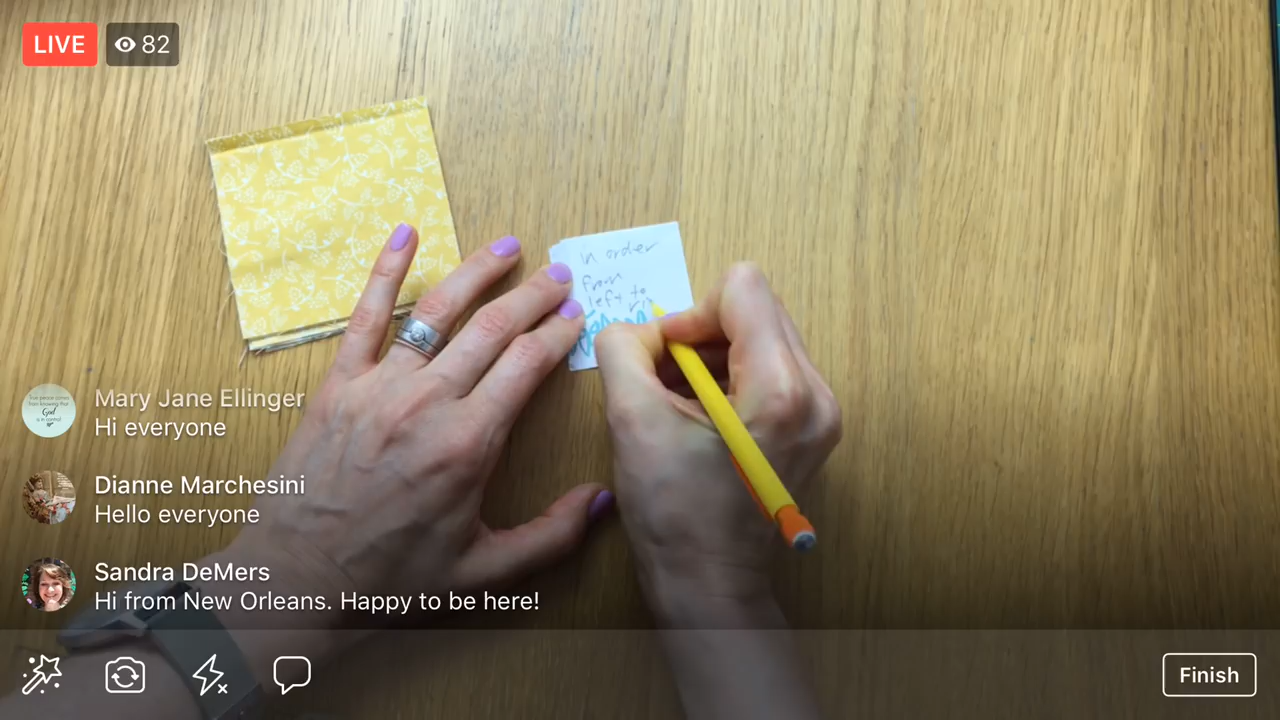 LIVE
82
in order
from
left to
ri
Mary Jane Ellinger
Hi everyone
Dianne Marchesini
Hello everyone
Sandra DeMers
Hi from New Orleans. Happy to be here!
Finish